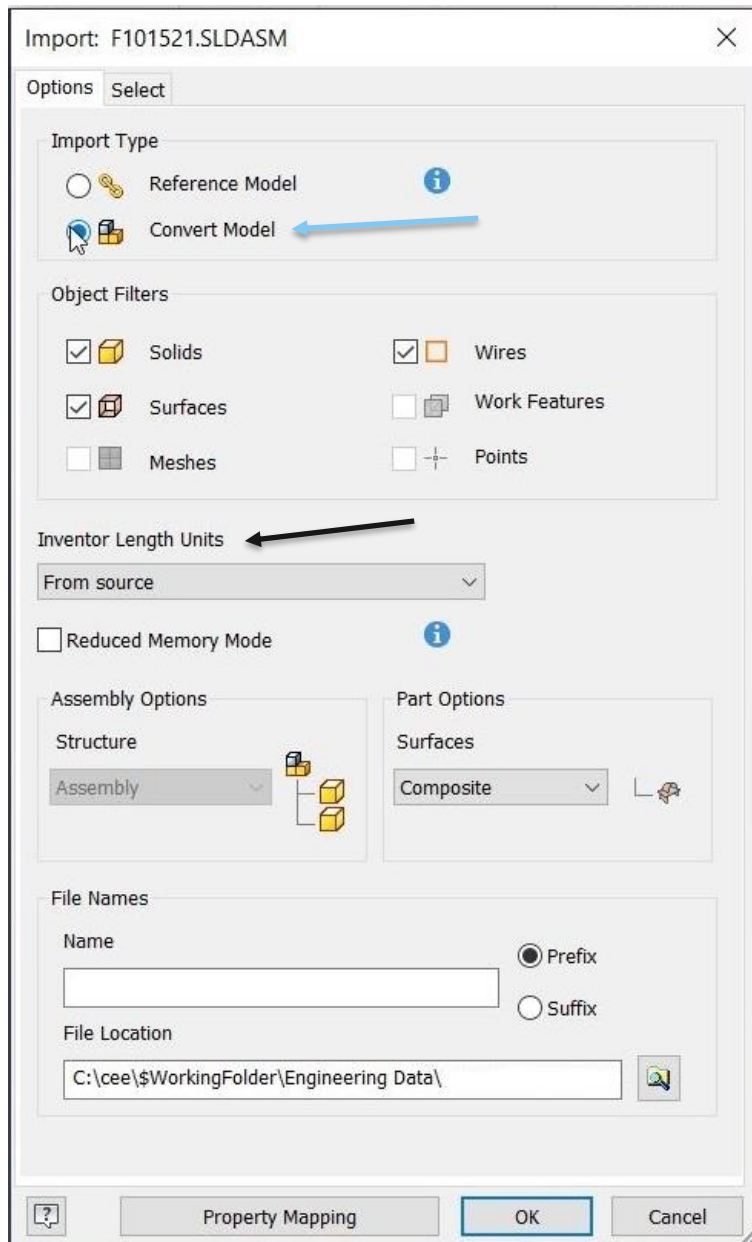 Import: F101521.SLDASM
Options Select
Import Type
Reference Model
Convert Model
Object Filters
Solids Wires
Surfaces Work Features
Meshes Points
Inventor Length Units
From source
Reduced Memory Mode
Assembly Options Part Options
Structure Surfaces
Assembly Composite
File Names
Name
Prefix
Suffix
File Location
C:\cee\$WorkingFolder\Engineering Data\
Property Mapping OK Cancel